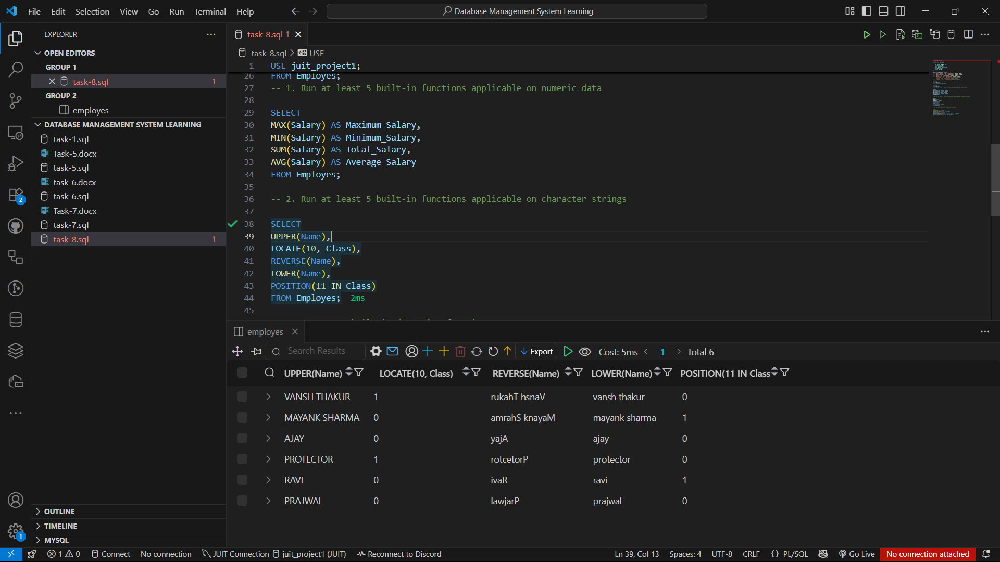 File Edit Selection View Go Run Terminal Help
Database Management System Learning
EXPLORER
OPEN EDITORS
GROUP 1
task-8.sql 1
GROUP 2
employes
DATABASE MANAGEMENT SYSTEM LEARNING
task-1.sql
Task-5.docx
task-5.sql
task-6.docx
task-6.sql
Task-7.docx
task-7.sql
task-8.sql 1
2
1
OUTLINE
TIMELINE
MYSQL
task-8.sql 1
task-8.sql > USE
1 USE juit_project1;
26 FROM Employes;
27 -- 1. Run at least 5 built-in functions applicable on numeric data
28
29 SELECT
30 MAX(Salary) AS Maximum_Salary,
31 MIN(Salary) AS Minimum_Salary,
32 SUM(Salary) AS Total_Salary,
33 AVG(Salary) AS Average_Salary
34 FROM Employes;
35
36 -- 2. Run at least 5 built-in functions applicable on character strings
37
38 SELECT
39 UPPER(Name),
40 LOCATE(10, Class),
41 REVERSE(Name),
42 LOWER(Name),
43 POSITION(11 IN Class)
44 FROM Employes; 2ms
45
employes
Search Results Export Cost: 5ms < 1 > Total 6
UPPER(Name) LOCATE(10, Class) REVERSE(Name) LOWER(Name) POSITION(11 IN Class
VANSH THAKUR 1 rukahT hsnaV vansh thakur 0
MAYANK SHARMA 0 amrahS knayaM mayank sharma 1
AJAY 0 yajA ajay 0
PROTECTOR 1 rotcetorP protector 0
RAVI 0 ivaR ravi 1
PRAJWAL 0 lawjarP prajwal 0
1 0 Connect No connection JUIT Connection juit_project1 (JUIT) Reconnect to Discord Ln 39, Col 13 Spaces: 4 UTF-8 CRLF {} PL/SQL Go Live No connection attached